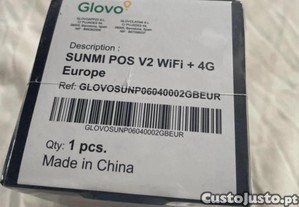 Glovo
Description :
SUNMI POS V2 WiFi + 4G
Europe
Ref: GLOVOSUNP06040002GBEUR
GLOVOSUNP06040002GBEUR
Qty: 1 pcs.
Made in China
Custojusto.pt